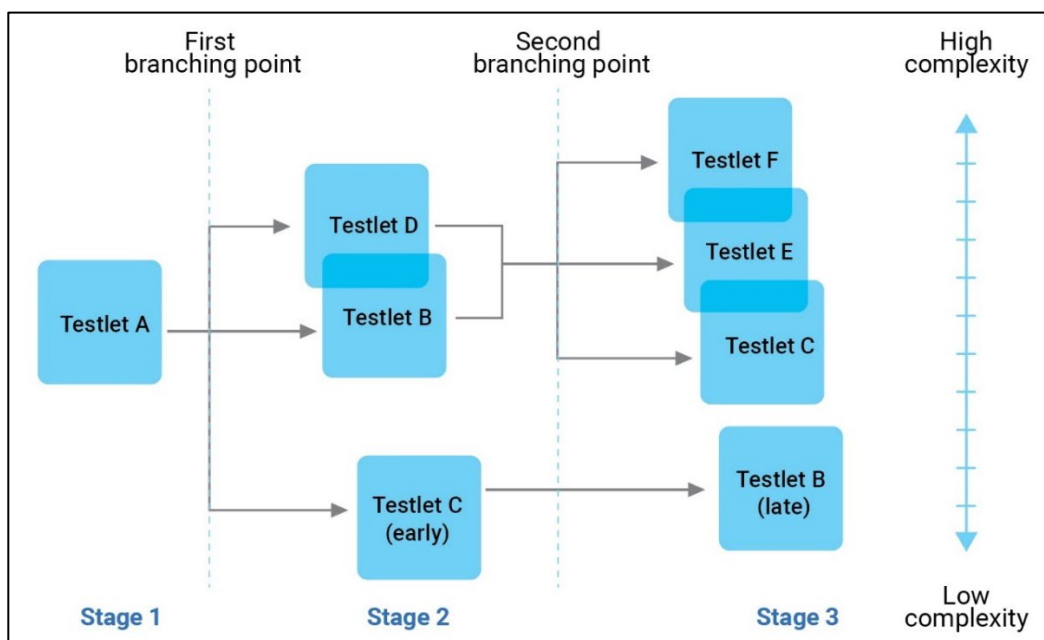 First
branching point
Second
branching point
High
complexity
Testlet A
Testlet D
Testlet B
Testlet C
(early)
Testlet F
Testlet E
Testlet C
Testlet B
(late)
Stage 1
Stage 2
Stage 3
Low
complexity